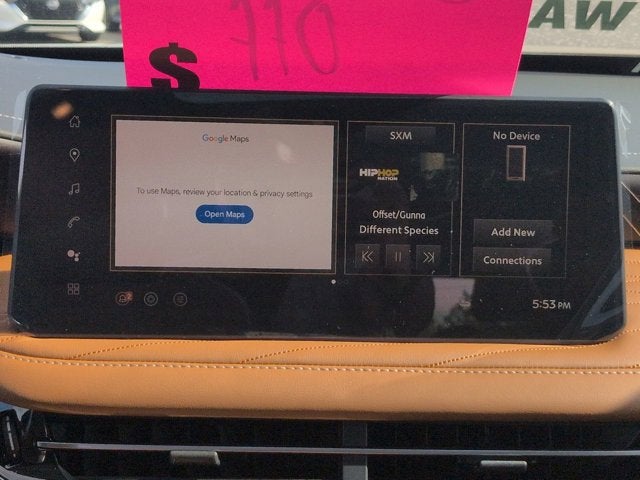 $ 770
AW
Google Maps
To use Maps, review your location & privacy settings
Open Maps
SXM
HIPHOP
NATION
Offset/Gunna
Different Species
No Device
Add New
Connections
2
5:53 PM